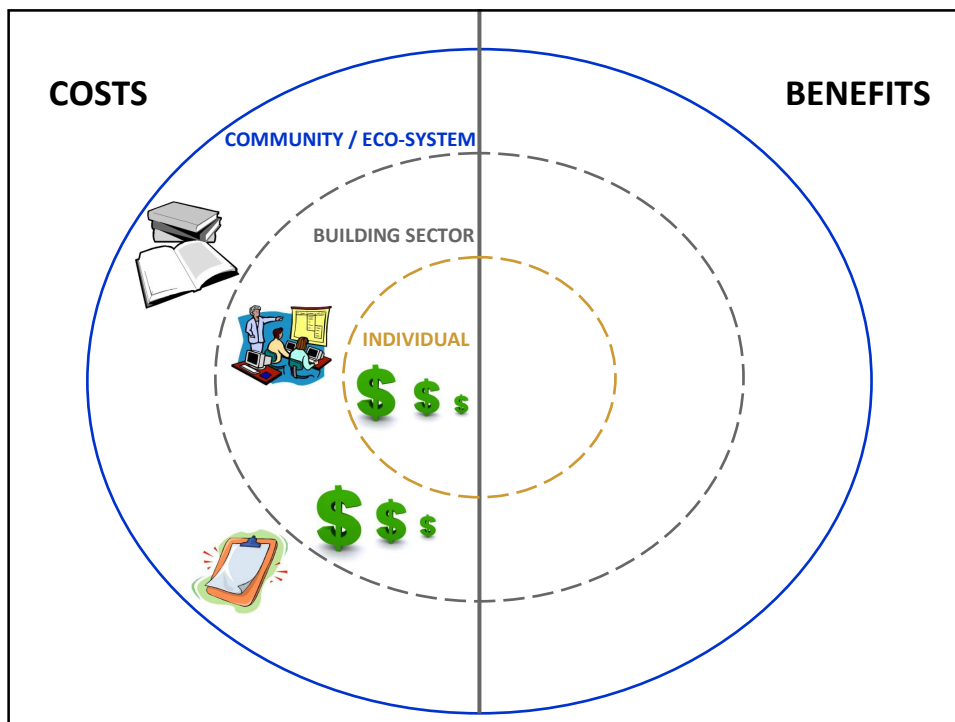 COSTS
BENEFITS
COMMUNITY / ECO-SYSTEM
BUILDING SECTOR
INDIVIDUAL
$ $ $
$ $ $